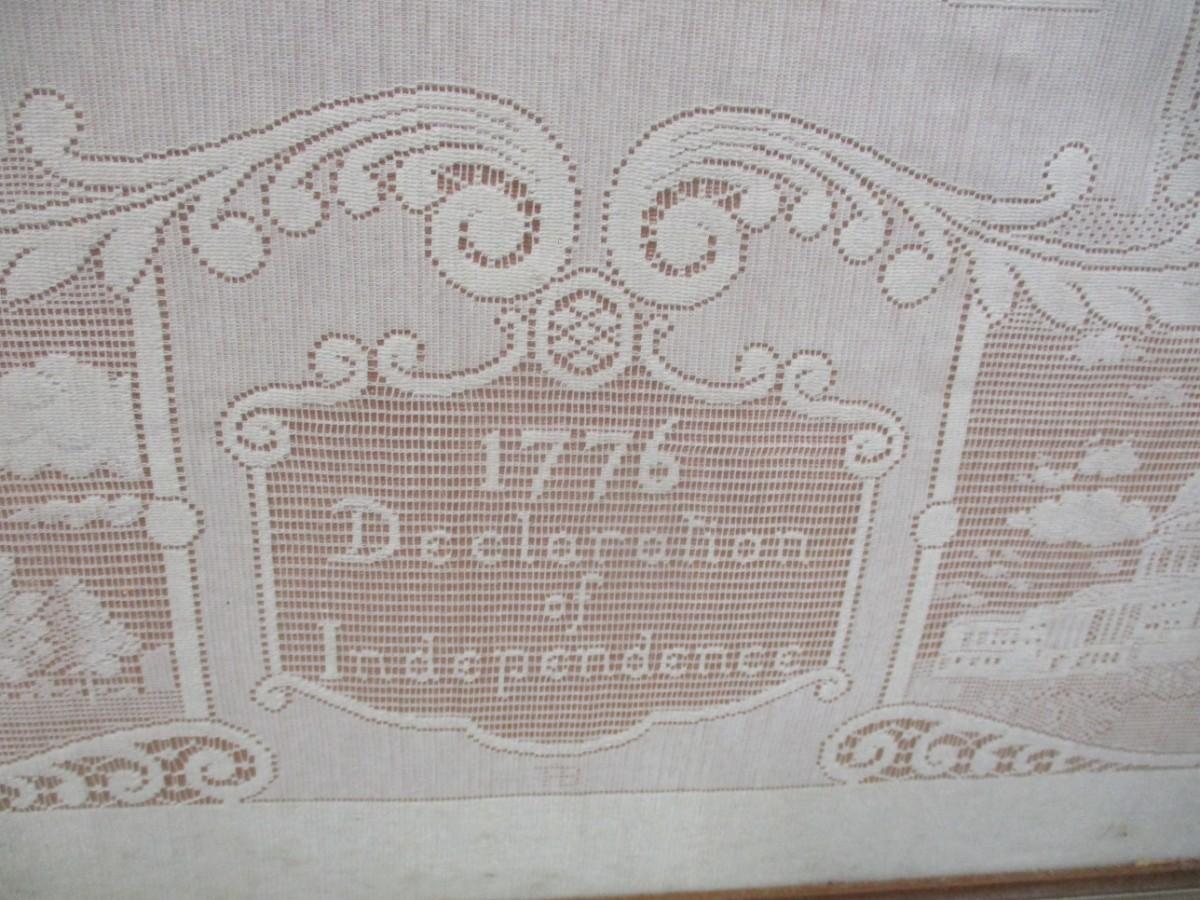 1776
Declaration
of
Independence